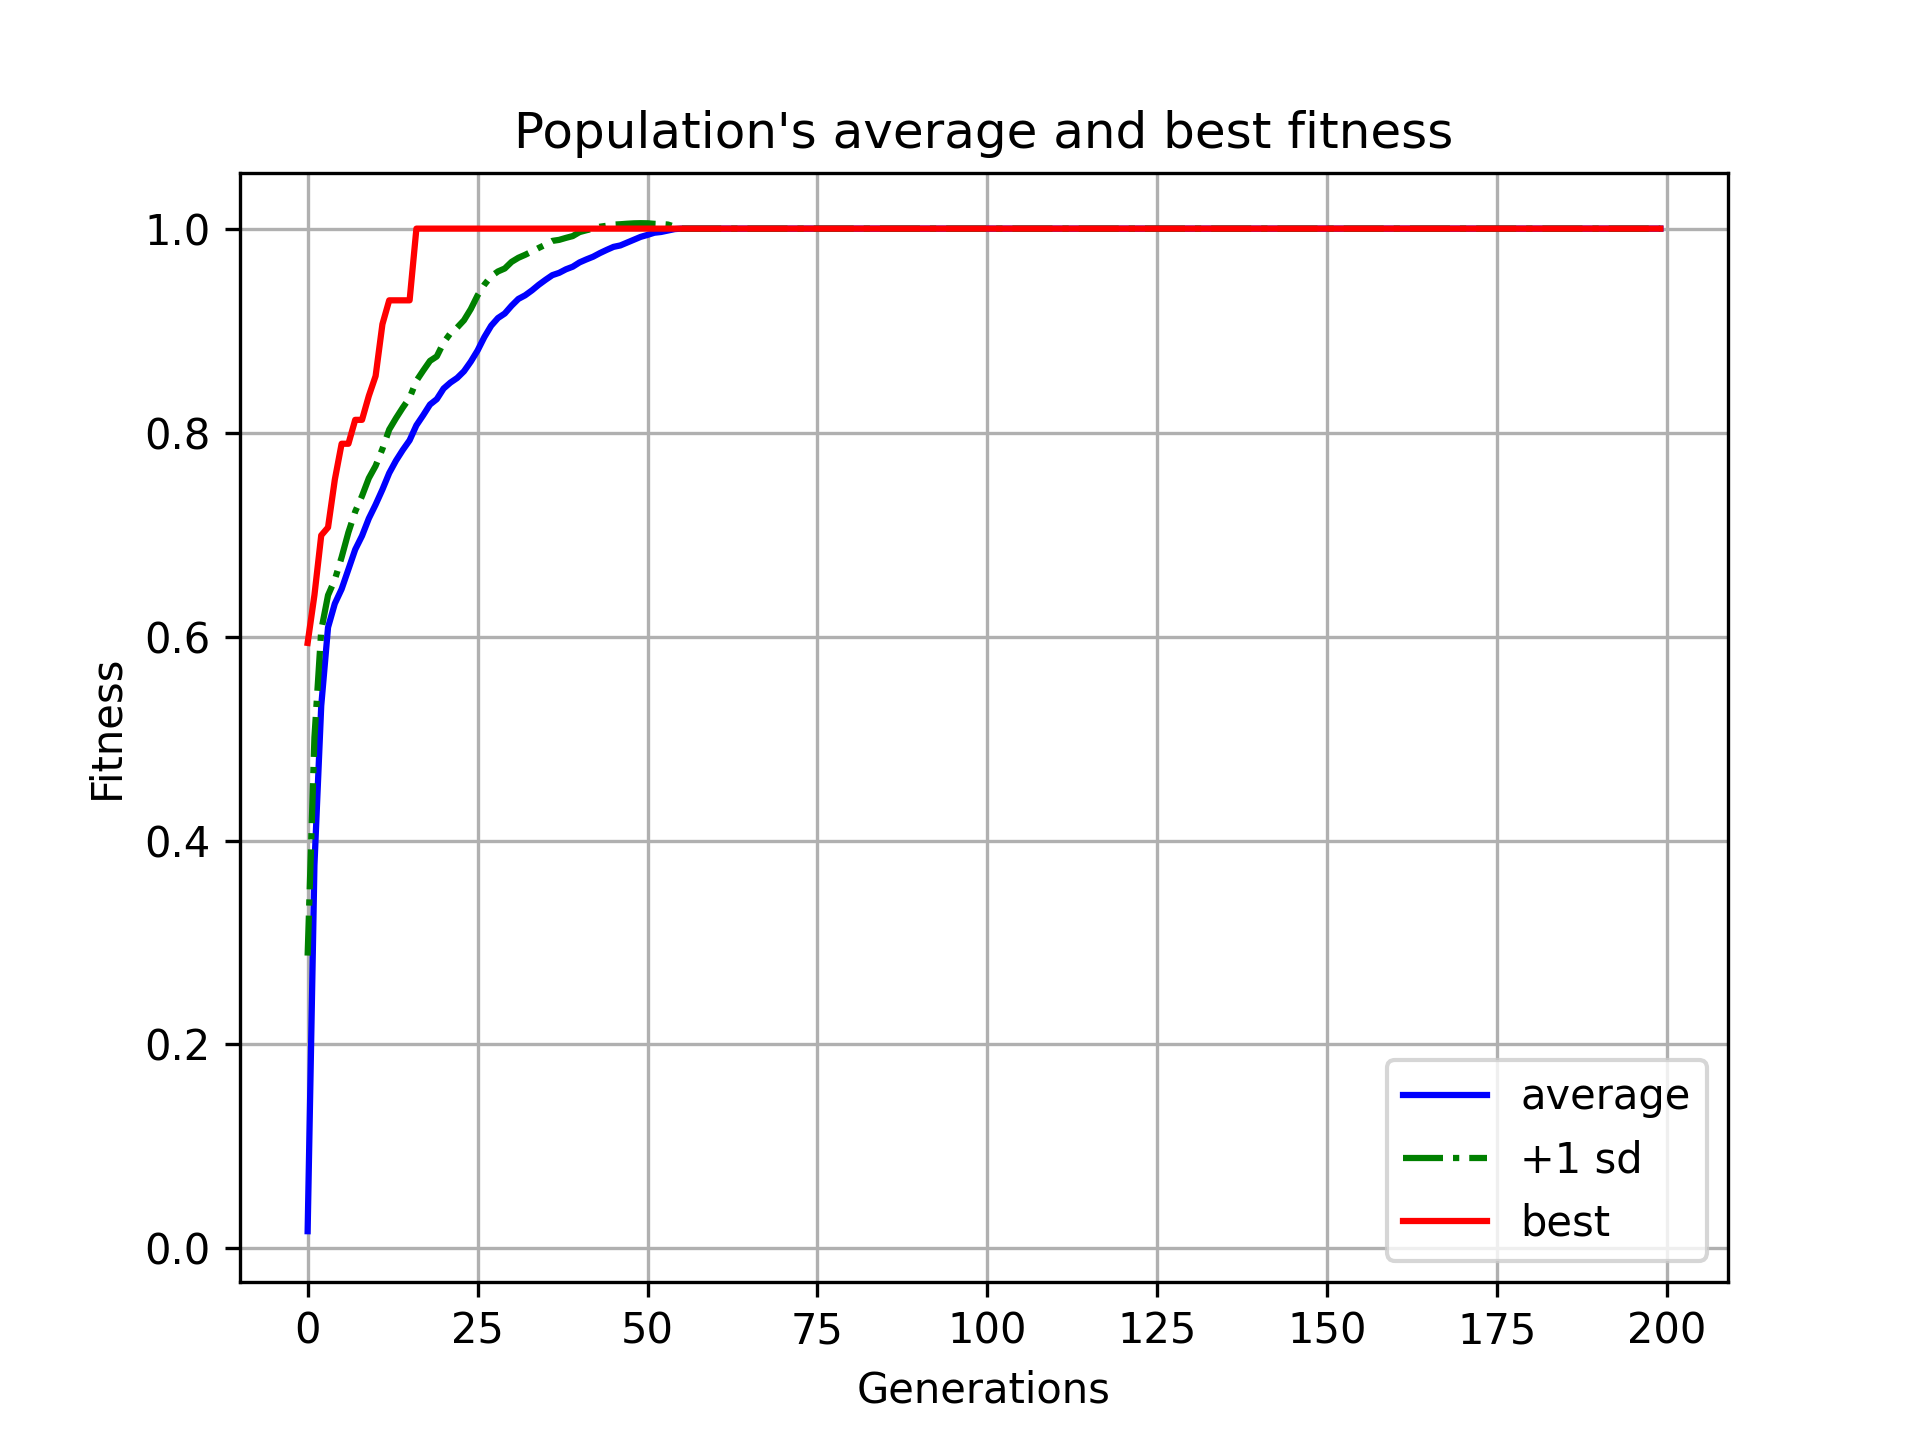 Population's average and best fitness
1.0
0.8
0.6
0.4
0.2
0.0
Fitness
average
+1 sd
best
0 25 50 75 100 125 150 175 200
Generations